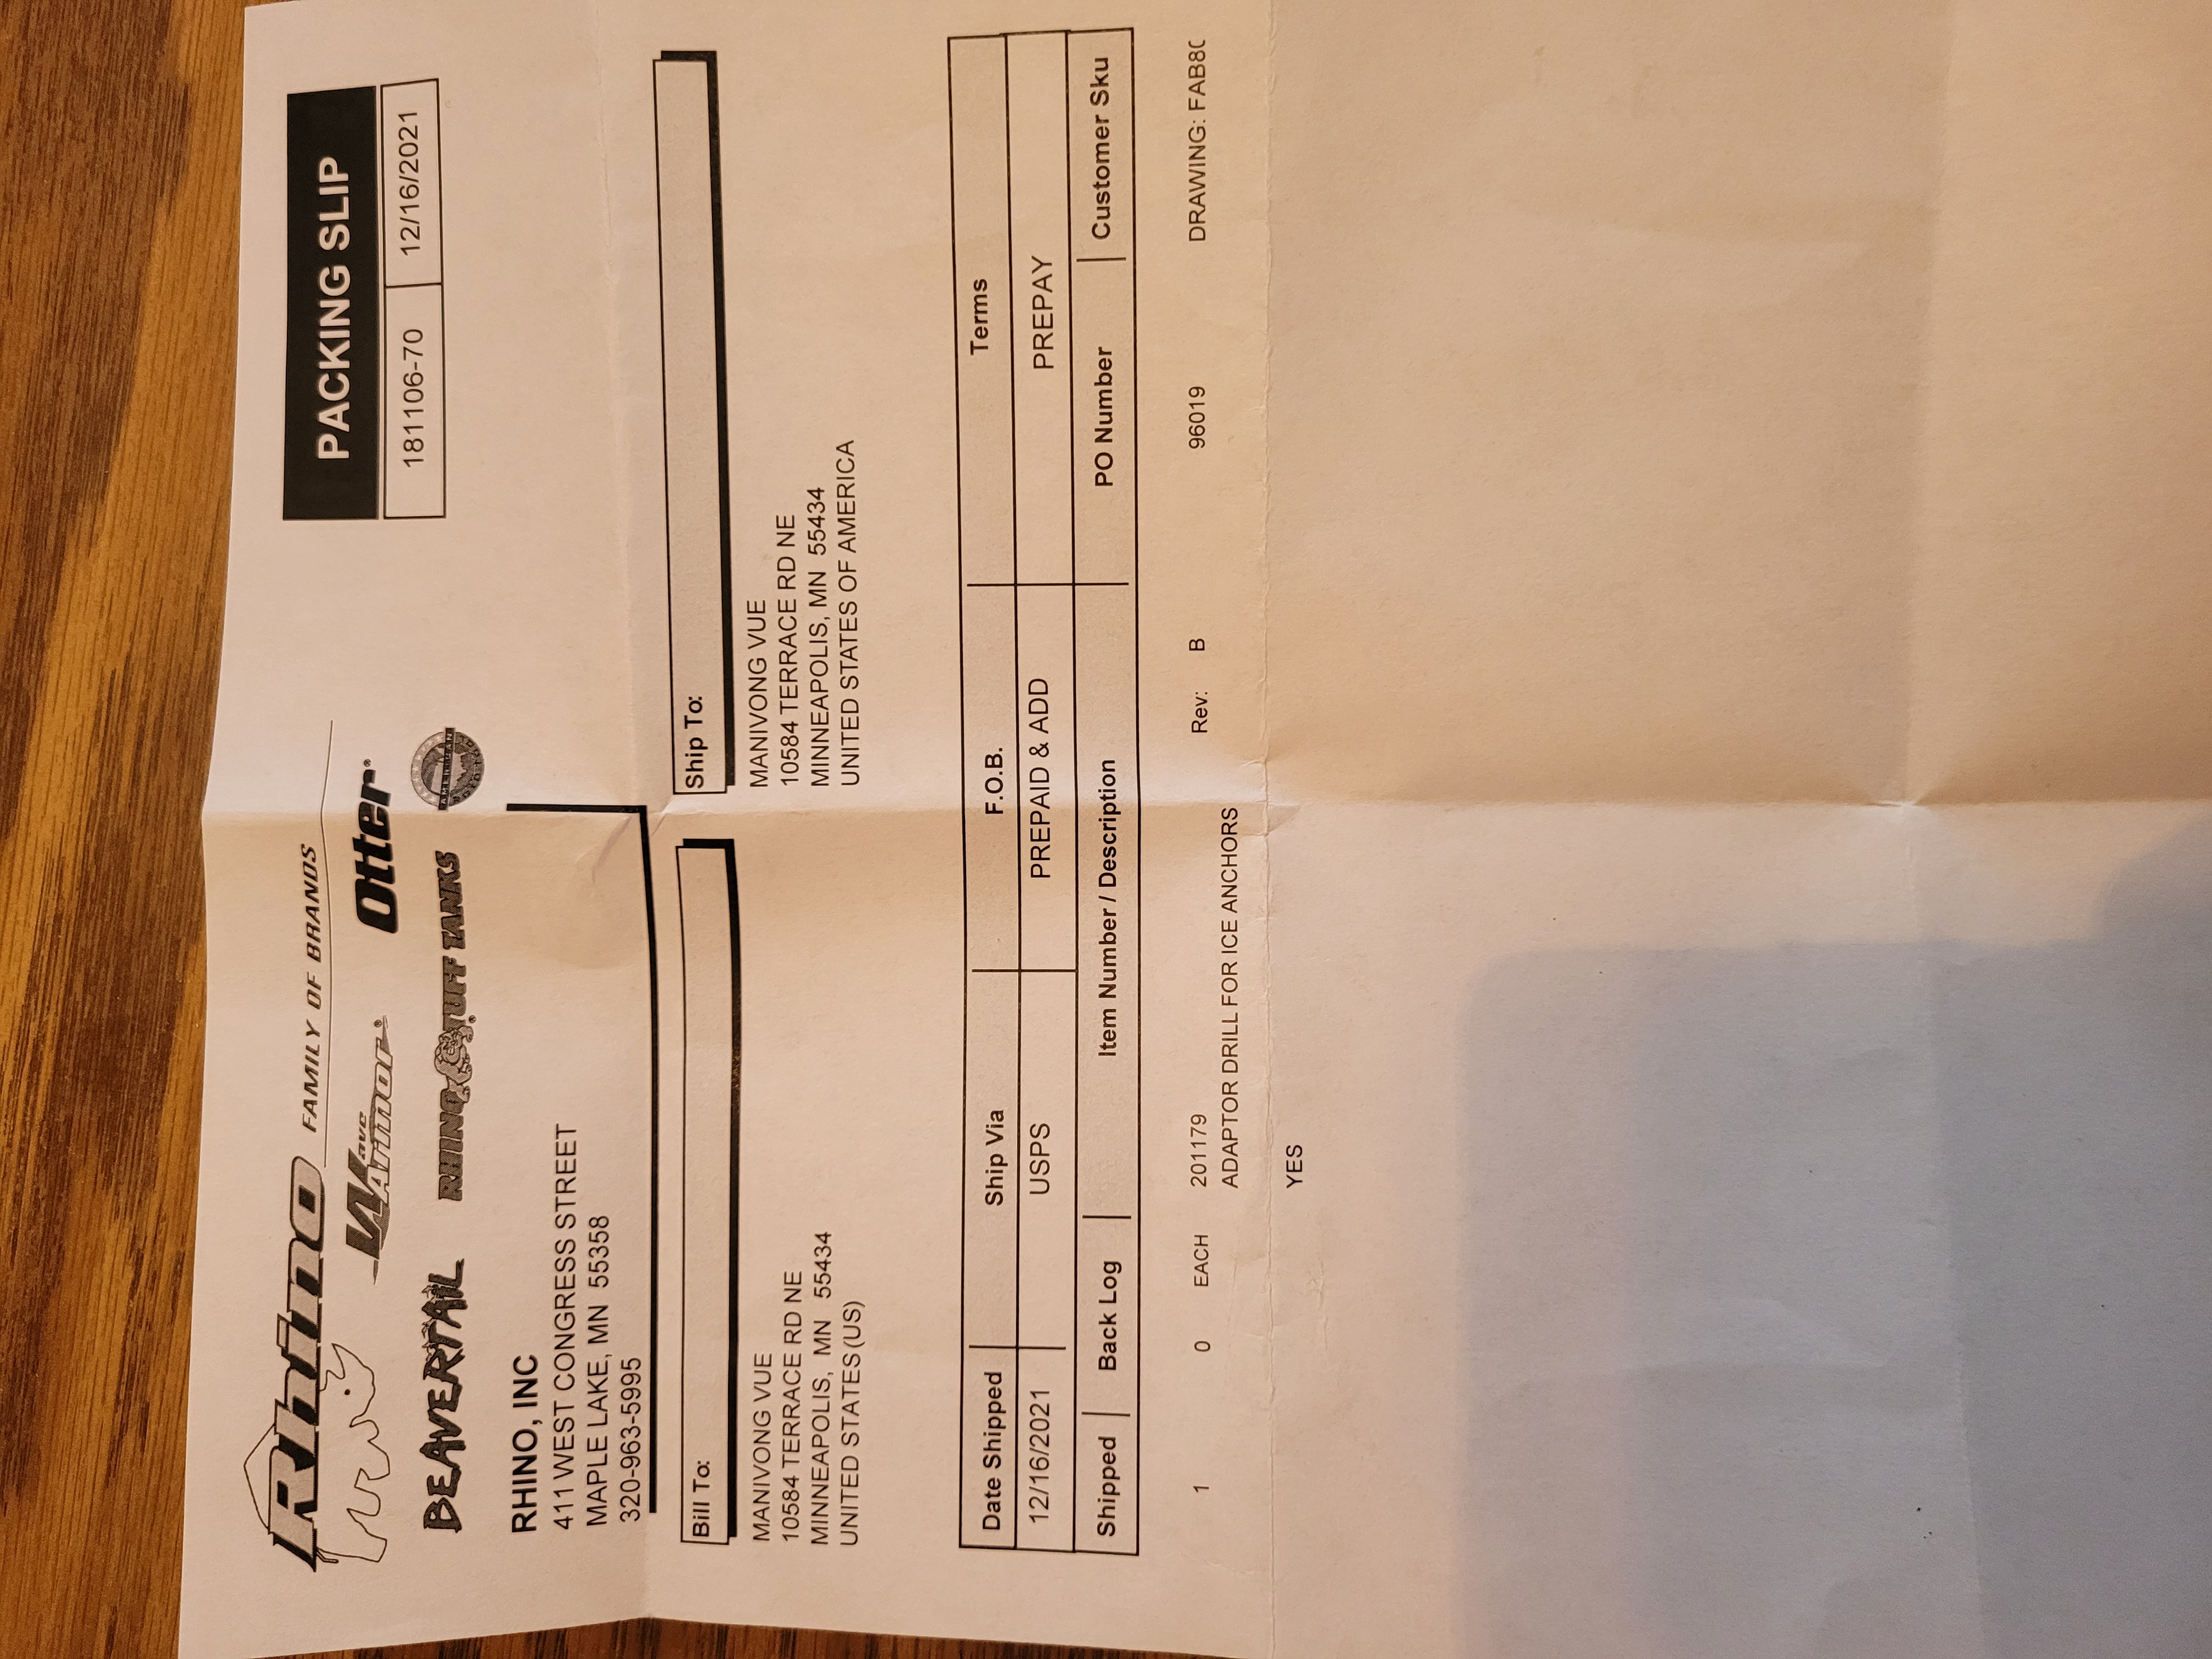 Rhino FAMILY OF BRANDS
Wave Armor® Otter®
BEAVERTAIL RHINO TUFF TANKS
PACKING SLIP
181106-70 12/16/2021
RHINO, INC
411 WEST CONGRESS STREET
MAPLE LAKE, MN 55358
320-963-5995
Bill To:
MANIVONG VUE
10584 TERRACE RD NE
MINNEAPOLIS, MN 55434
UNITED STATES (US)
Ship To:
MANIVONG VUE
10584 TERRACE RD NE
MINNEAPOLIS, MN 55434
UNITED STATES OF AMERICA
Date Shipped Ship Via F.O.B. Terms
12/16/2021 USPS PREPAID & ADD PREPAY
Shipped Back Log Item Number / Description PO Number Customer Sku
1 0 EACH 201179 Rev: B 96019 DRAWING: FAB80
ADAPTOR DRILL FOR ICE ANCHORS
YES